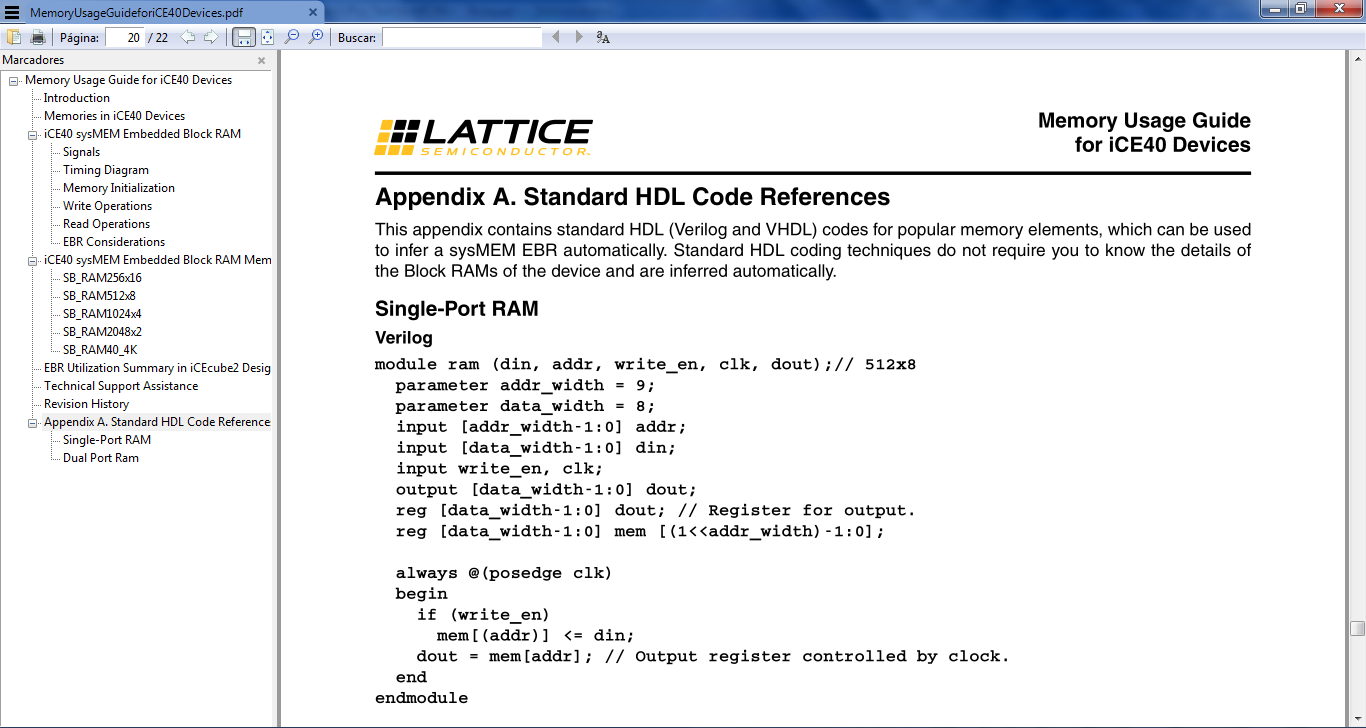 MemoryUsageGuideforiCE40Devices.pdf
Página: 20 / 22 Buscar:
Marcadores
Memory Usage Guide for iCE40 Devices
Introduction
Memories in iCE40 Devices
iCE40 sysMEM Embedded Block RAM
Signals
Timing Diagram
Memory Initialization
Write Operations
Read Operations
EBR Considerations
iCE40 sysMEM Embedded Block RAM Mem
SB_RAM256x16
SB_RAM512x8
SB_RAM1024x4
SB_RAM2048x2
SB_RAM40_4K
EBR Utilization Summary in iCEcube2 Desig
Technical Support Assistance
Revision History
Appendix A. Standard HDL Code Reference
Single-Port RAM
Dual Port Ram
LATTICE
SEMICONDUCTOR.
Memory Usage Guide
for iCE40 Devices
Appendix A. Standard HDL Code References
This appendix contains standard HDL (Verilog and VHDL) codes for popular memory elements, which can be used
to infer a sysMEM EBR automatically. Standard HDL coding techniques do not require you to know the details of
the Block RAMs of the device and are inferred automatically.
Single-Port RAM
Verilog
module ram (din, addr, write_en, clk, dout);// 512x8
parameter addr_width = 9;
parameter data_width = 8;
input [addr_width-1:0] addr;
input [data_width-1:0] din;
input write_en, clk;
output [data_width-1:0] dout;
reg [data_width-1:0] dout; // Register for output.
reg [data_width-1:0] mem [(1<<addr_width)-1:0];
always @(posedge clk)
begin
if (write_en)
mem[(addr)] <= din;
dout = mem[addr]; // Output register controlled by clock.
end
endmodule